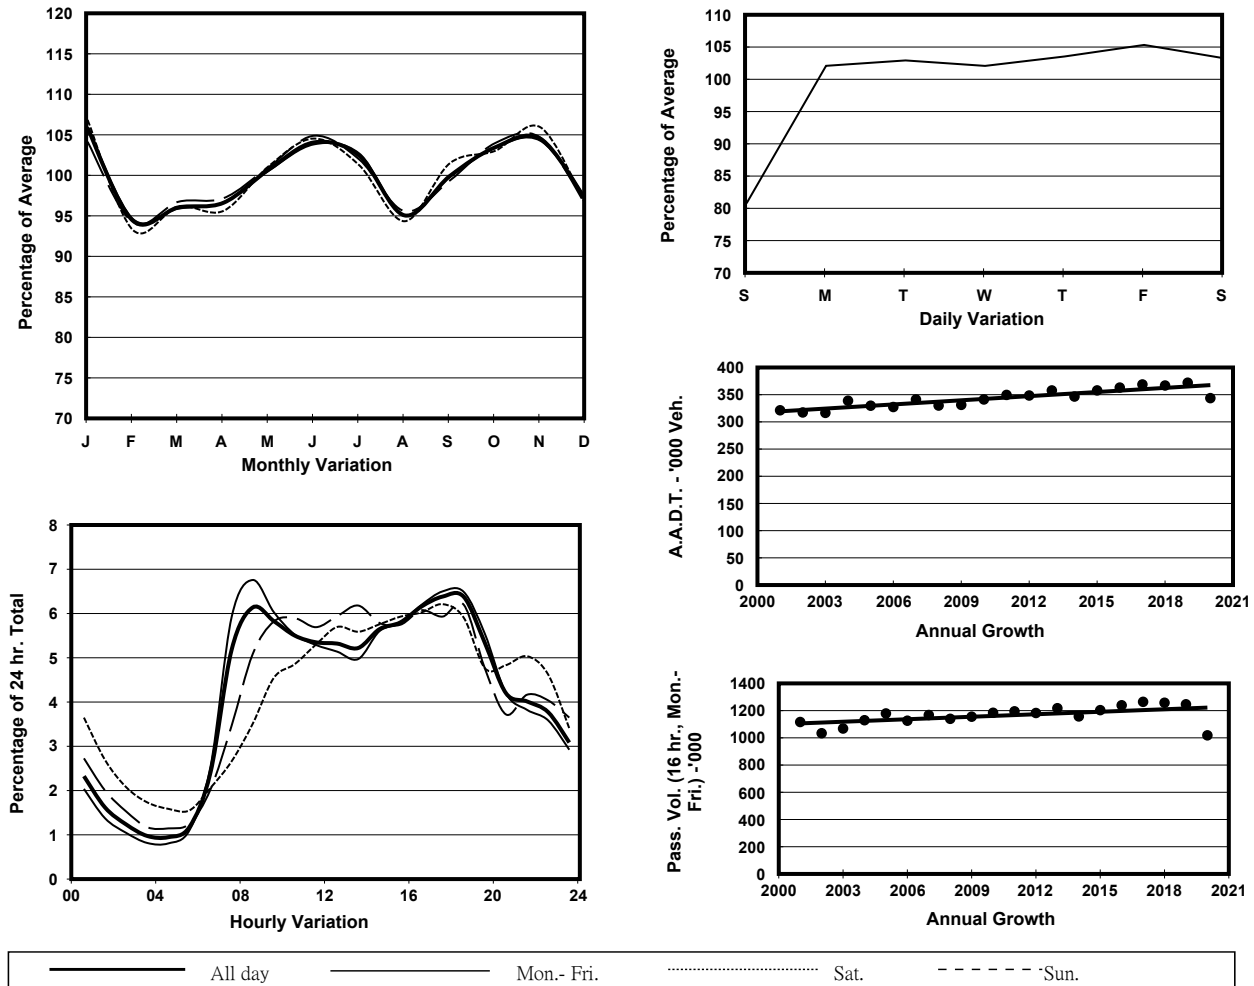 120
115
110
105
100
95
90
85
80
75
70
Percentage of Average
J F M A M J J A S O N D
Monthly Variation
110
105
100
95
90
85
80
75
70
Percentage of Average
S M T W T F S
Daily Variation
400
350
300
250
200
150
100
50
0
A.A.D.T. - '000 Veh.
2000 2003 2006 2009 2012 2015 2018 2021
Annual Growth
8
7
6
5
4
3
2
1
0
Percentage of 24 hr. Total
00 04 08 12 16 20 24
Hourly Variation
1400
1200
1000
800
600
400
200
0
Pass. Vol. (16 hr., Mon.-
Fri.) -'000
2000 2003 2006 2009 2012 2015 2018 2021
Annual Growth
All day Mon.- Fri. Sat. Sun.